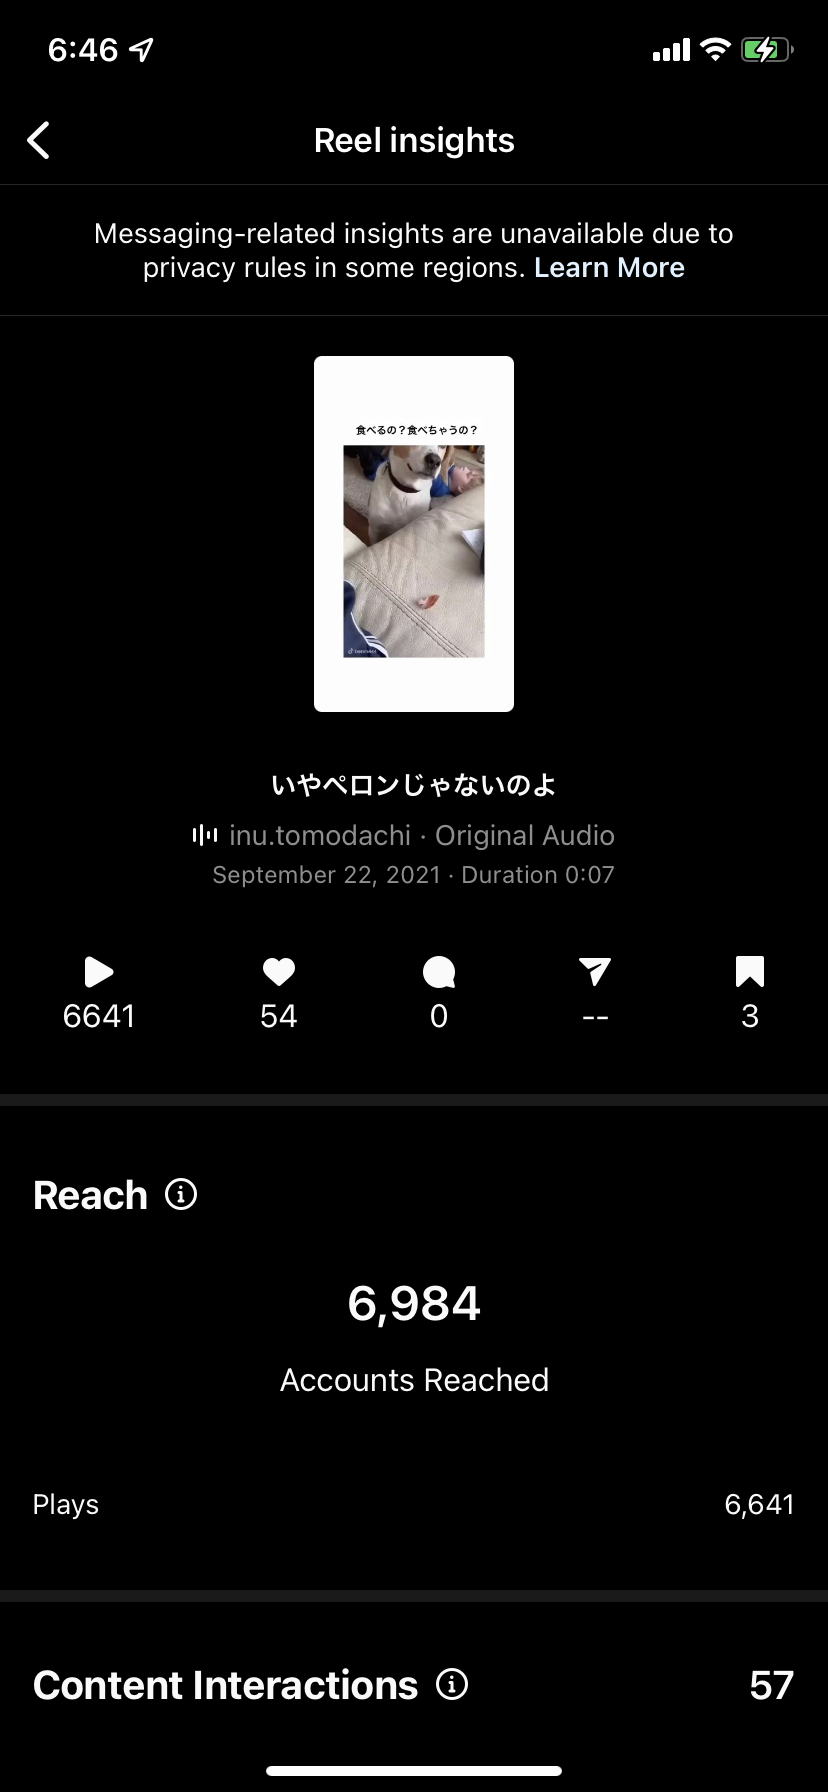 6:46
Reel insights
Messaging-related insights are unavailable due to
privacy rules in some regions. Learn More
食べるの？食べちゃうの？
いやペロンじゃないのよ
inu.tomodachi · Original Audio
September 22, 2021 · Duration 0:07
6641
54
0
--
3
Reach
6,984
Accounts Reached
Plays 6,641
Content Interactions 57